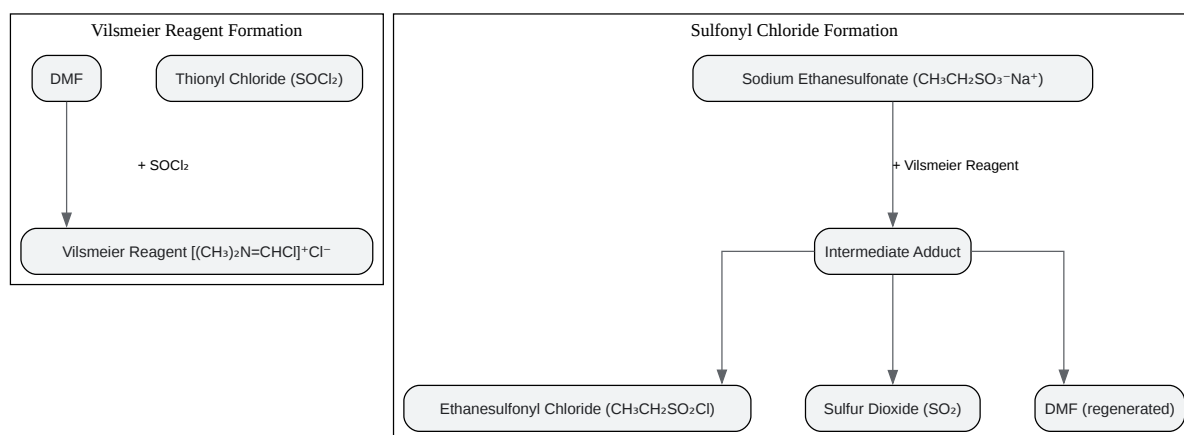 Vilsmeier Reagent Formation
DMF
Thionyl Chloride (SOCl₂)
+ SOCl₂
Vilsmeier Reagent [(CH₃)₂N=CHCl]⁺Cl⁻
Sulfonyl Chloride Formation
Sodium Ethanesulfonate (CH₃CH₂SO₃⁻Na⁺)
+ Vilsmeier Reagent
Intermediate Adduct
Ethanesulfonyl Chloride (CH₃CH₂SO₂Cl)
Sulfur Dioxide (SO₂)
DMF (regenerated)